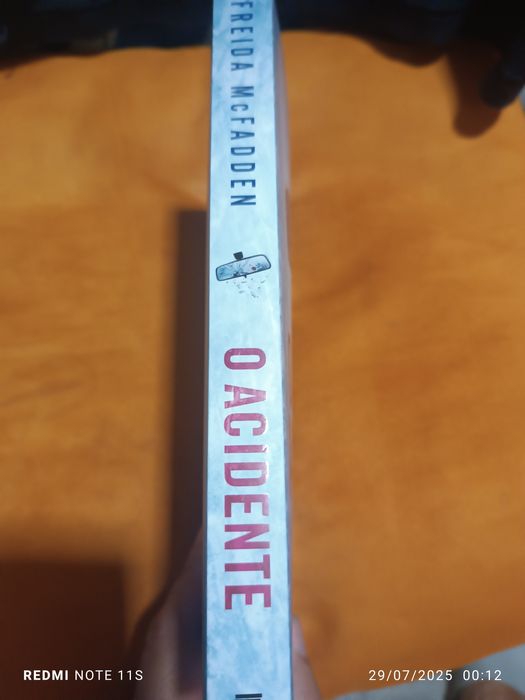 FREIDA McFADDEN
O ACIDENTE
REDMI NOTE 11S
29/07/2025 00:12